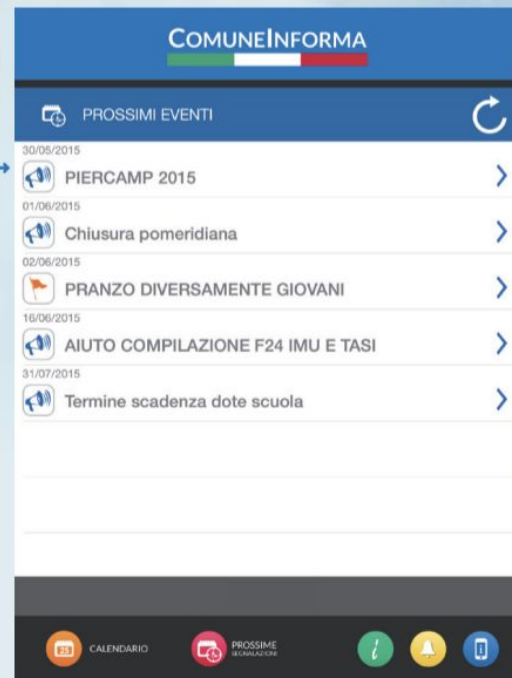 COMUNEINFORMA
PROSSIMI EVENTI
30/05/2015
PIERCAMP 2015
01/06/2015
Chiusura pomeridiana
02/06/2015
PRANZO DIVERSAMENTE GIOVANI
16/06/2015
AIUTO COMPILAZIONE F24 IMU E TASI
31/07/2015
Termine scadenza dote scuola
25 CALENDARIO
PROSSIME
SEGNALAZIONI
i